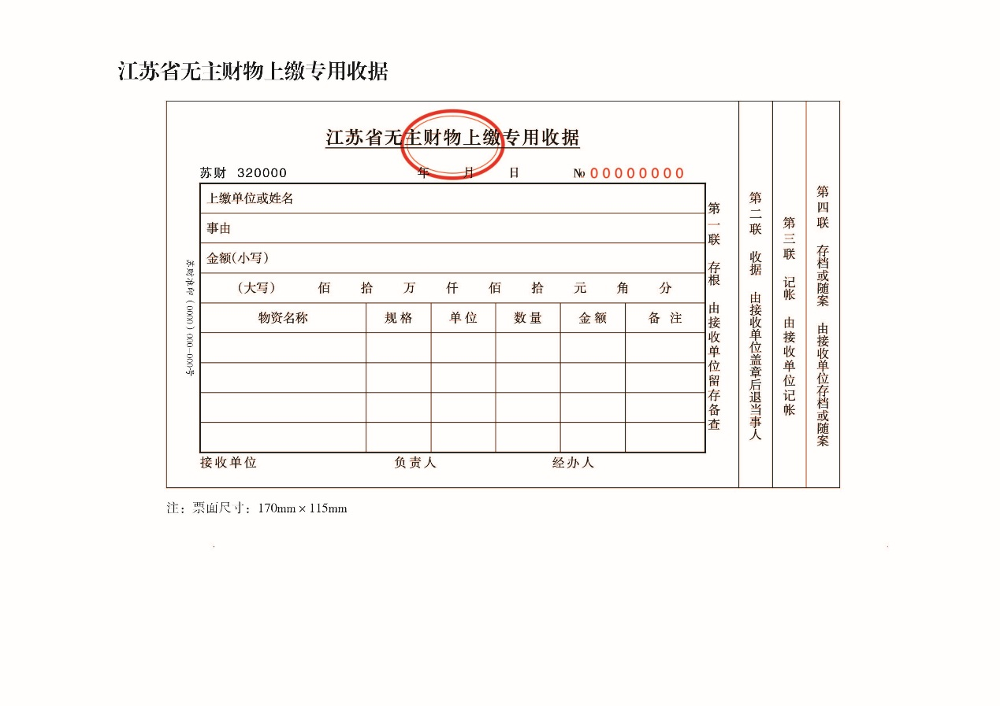 江苏省无主财物上缴专用收据
江苏省无主财物上缴专用收据
苏财 320000 年 月 日 № 00000000
上缴单位或姓名
事由
金额(小写)
(大写) 佰 拾 万 仟 佰 拾 元 角 分
物资名称 规格 单位 数量 金额 备注
接收单位 负责人 经办人
苏财准印(0000)000—000号
第一联 存根 由接收单位留存备查
第二联 收据 由接收单位盖章后退当事人
第三联 记帐 由接收单位记帐
第四联 存档或随案 由接收单位存档或随案
注：票面尺寸：170mm×115mm